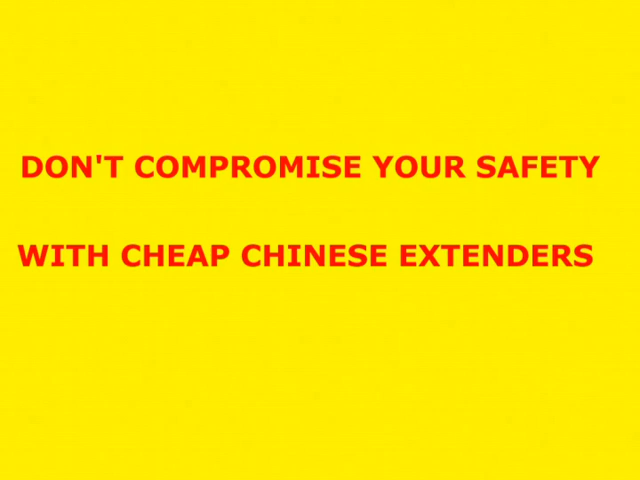 DON'T COMPROMISE YOUR SAFETY
WITH CHEAP CHINESE EXTENDERS